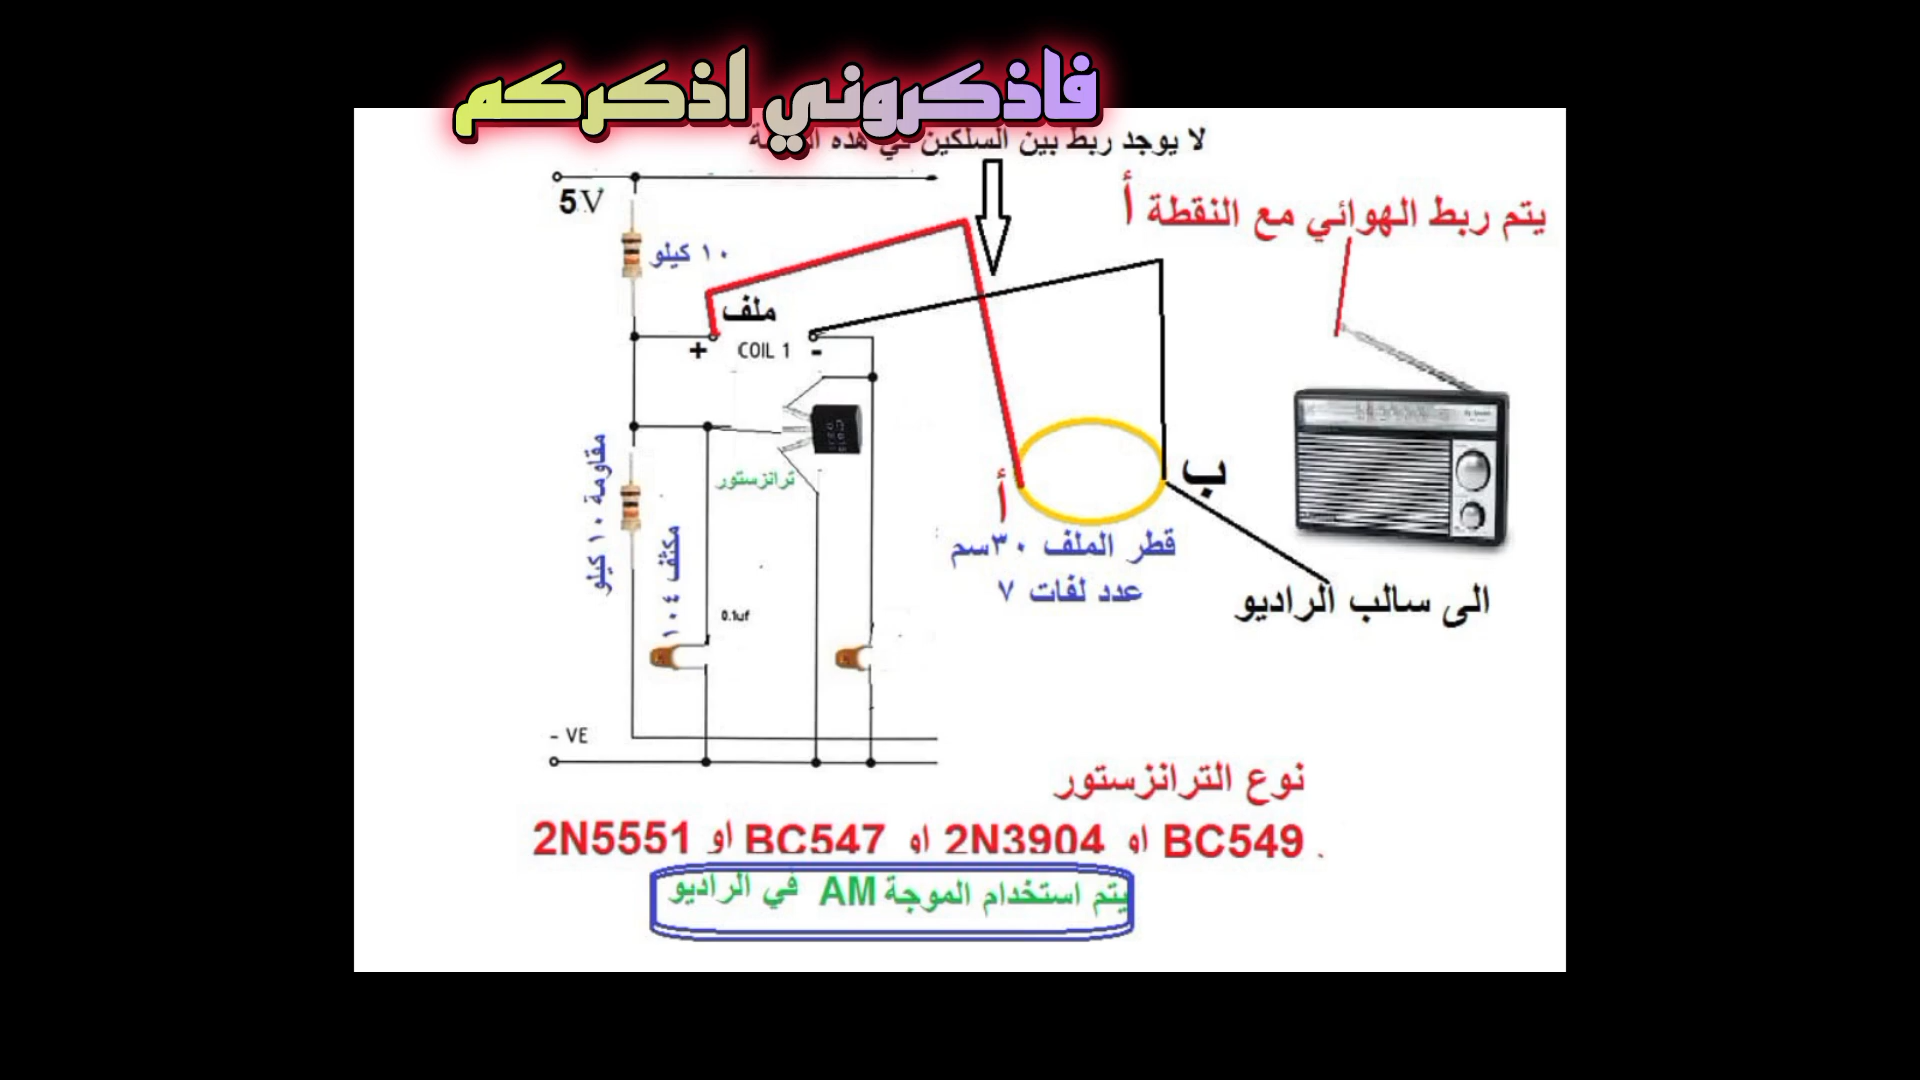 فاذكروني اذكركم
لا يوجد ربط بين السلكين في هذه
5V
يتم ربط الهوائي مع النقطة أ
١٠ كيلو
ملف
+ COIL 1 -
ترانزستور
مقاومة ١٠ كيلو
مكثف ١٠٤
0.1uf
أ
ب
قطر الملف ٣٠سم
عدد لفات ٧
الى سالب الراديو
- VE
نوع الترانزستور
BC549 او 2N3904 او BC547 او 2N5551
يتم استخدام الموجة AM في الراديو